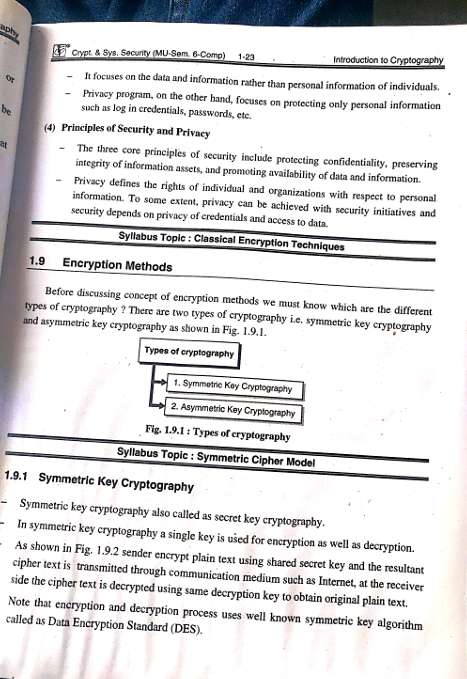 aphy
or
be
at
Crypt. & Sys. Security (MU-Sem. 6-Comp) 1-23 Introduction to Cryptography
– It focuses on the data and information rather than personal information of individuals.
– Privacy program, on the other hand, focuses on protecting only personal information
such as log in credentials, passwords, etc.
(4) Principles of Security and Privacy
– The three core principles of security include protecting confidentiality, preserving
integrity of information assets, and promoting availability of data and information.
– Privacy defines the rights of individual and organizations with respect to personal
information. To some extent, privacy can be achieved with security initiatives and
security depends on privacy of credentials and access to data.
Syllabus Topic : Classical Encryption Techniques
1.9 Encryption Methods
Before discussing concept of encryption methods we must know which are the different
types of cryptography ? There are two types of cryptography i.e. symmetric key cryptography
and asymmetric key cryptography as shown in Fig. 1.9.1.
Types of cryptography
1. Symmetric Key Cryptography
2. Asymmetric Key Cryptography
Fig. 1.9.1 : Types of cryptography
Syllabus Topic : Symmetric Cipher Model
1.9.1 Symmetric Key Cryptography
– Symmetric key cryptography also called as secret key cryptography.
– In symmetric key cryptography a single key is used for encryption as well as decryption.
- As shown in Fig. 1.9.2 sender encrypt plain text using shared secret key and the resultant
cipher text is transmitted through communication medium such as Internet, at the receiver
side the cipher text is decrypted using same decryption key to obtain original plain text.
Note that encryption and decryption process uses well known symmetric key algorithm
called as Data Encryption Standard (DES).